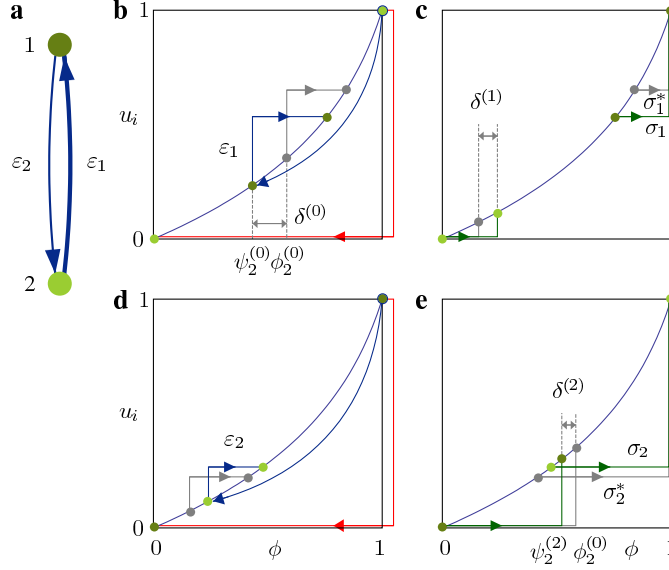 a
1
ε₂
ε₁
2
b
1
uᵢ
0
ε₁
δ⁽⁰⁾
ψ₂⁽⁰⁾ϕ₂⁽⁰⁾
c
δ⁽¹⁾
σ₁*
σ₁
d
1
uᵢ
0
ε₂
0
ϕ
1
e
δ⁽²⁾
σ₂
σ₂*
0
ψ₂⁽²⁾ ϕ₂⁽⁰⁾ ϕ